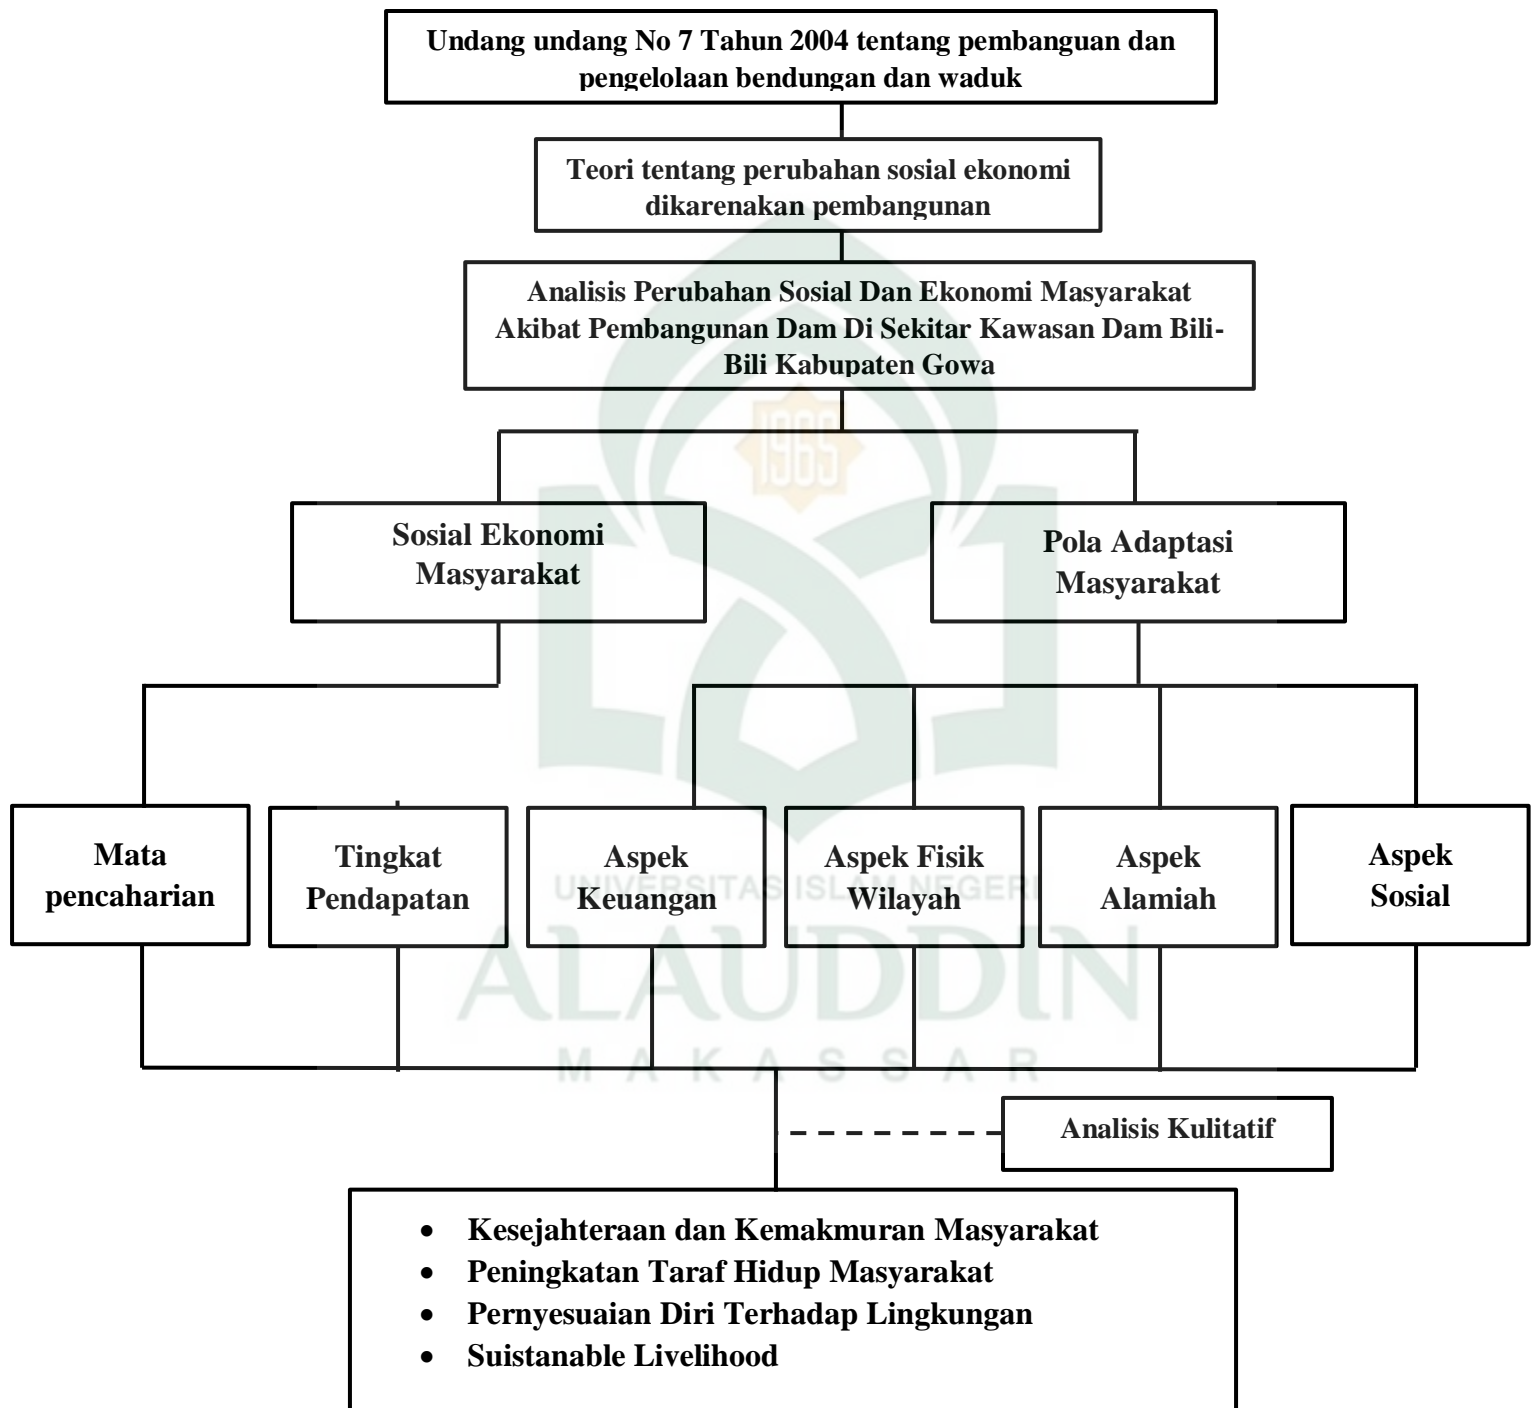 Undang undang No 7 Tahun 2004 tentang pembanguan dan
pengelolaan bendungan dan waduk
Teori tentang perubahan sosial ekonomi
dikarenakan pembangunan
Analisis Perubahan Sosial Dan Ekonomi Masyarakat
Akibat Pembangunan Dam Di Sekitar Kawasan Dam Bili-
Bili Kabupaten Gowa
1965
Sosial Ekonomi
Masyarakat
Pola Adaptasi
Masyarakat
Mata
pencaharian
Tingkat
Pendapatan
Aspek
Keuangan
Aspek Fisik
Wilayah
Aspek
Alamiah
Aspek
Sosial
UNIVERSITAS ISLAM NEGERI
ALAUDDIN
MAKASSAR
Analisis Kulitatif
• Kesejahteraan dan Kemakmuran Masyarakat
• Peningkatan Taraf Hidup Masyarakat
• Pernyesuaian Diri Terhadap Lingkungan
• Suistanable Livelihood